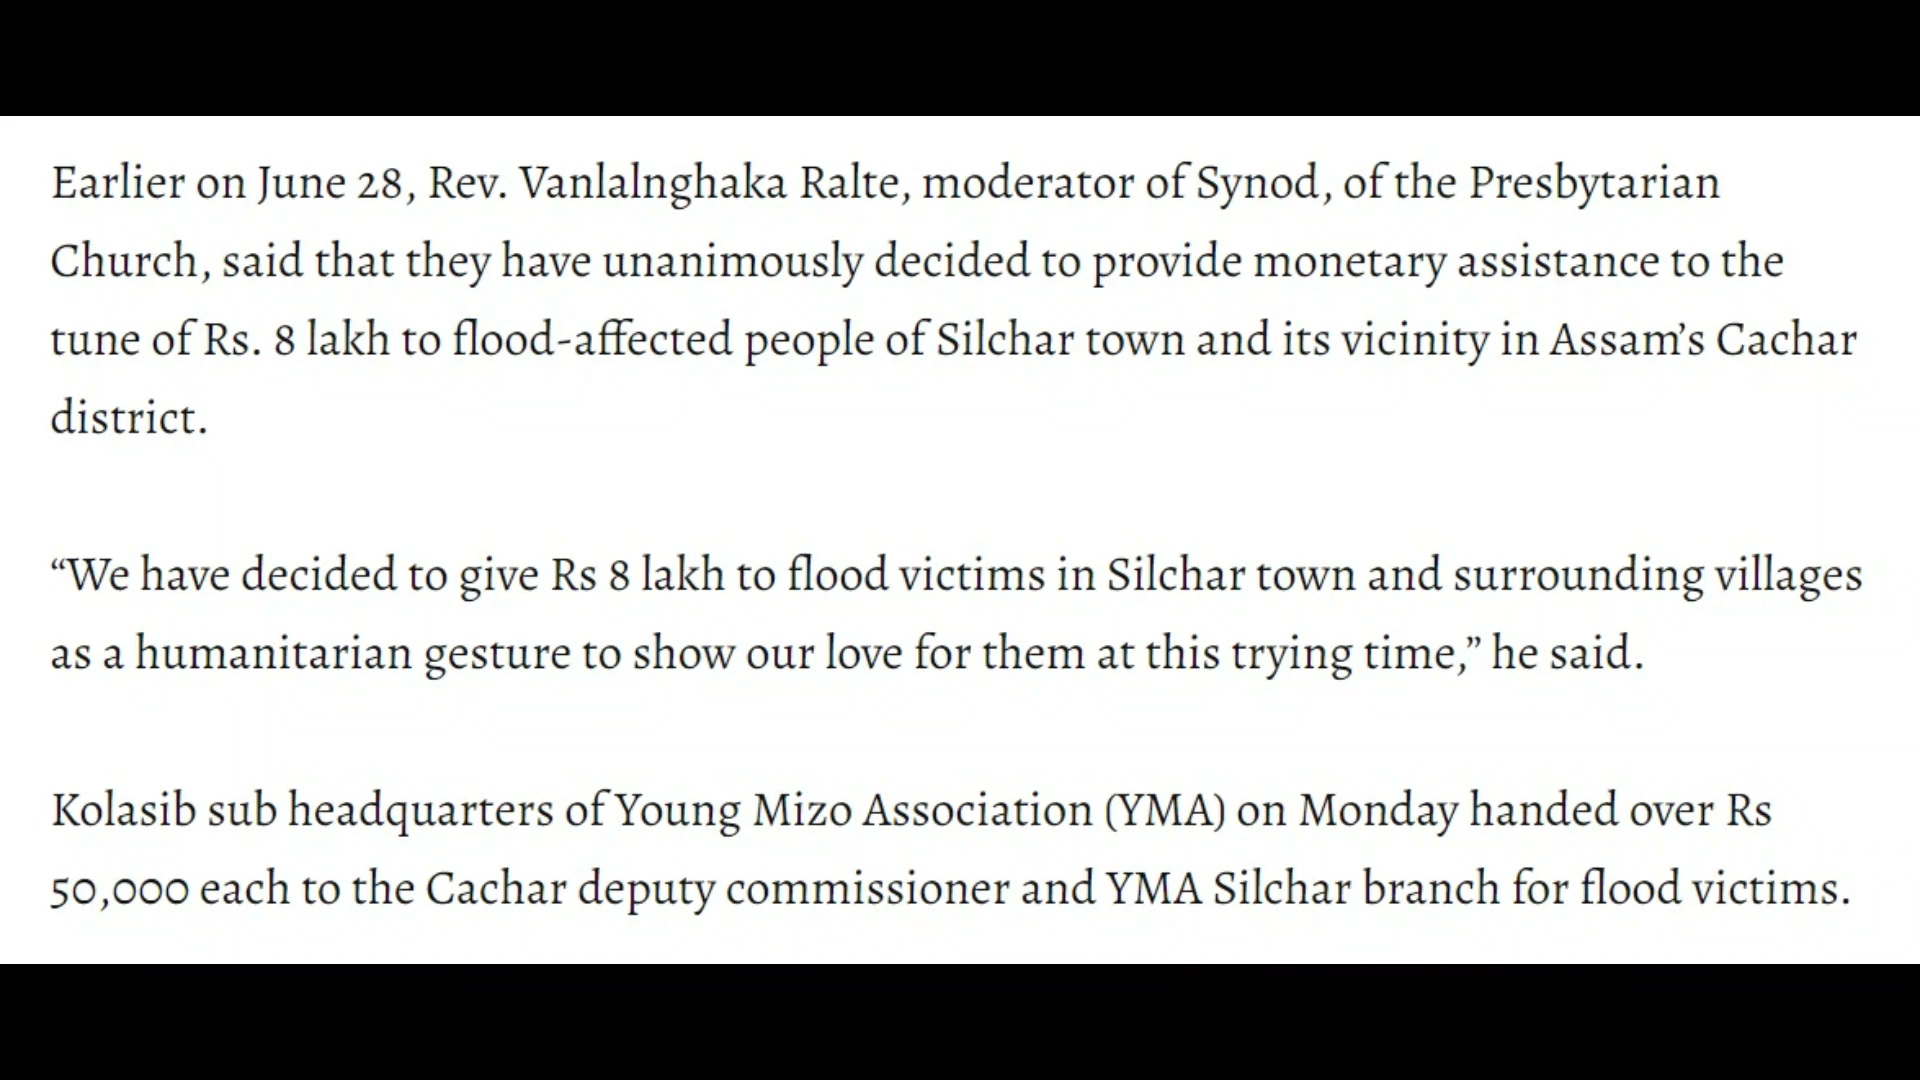 Earlier on June 28, Rev. Vanlalnghaka Ralte, moderator of Synod, of the Presbytarian
Church, said that they have unanimously decided to provide monetary assistance to the
tune of Rs. 8 lakh to flood-affected people of Silchar town and its vicinity in Assam’s Cachar
district.
“We have decided to give Rs 8 lakh to flood victims in Silchar town and surrounding villages
as a humanitarian gesture to show our love for them at this trying time,” he said.
Kolasib sub headquarters of Young Mizo Association (YMA) on Monday handed over Rs
50,000 each to the Cachar deputy commissioner and YMA Silchar branch for flood victims.